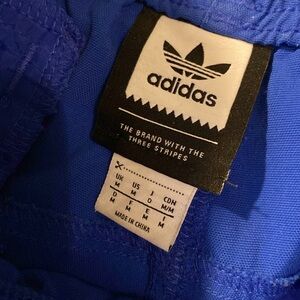 adidas
THE BRAND WITH THE
THREE STRIPES
UK US J CDN
M M O M/M
D F E I
M M M M
MADE IN CHINA